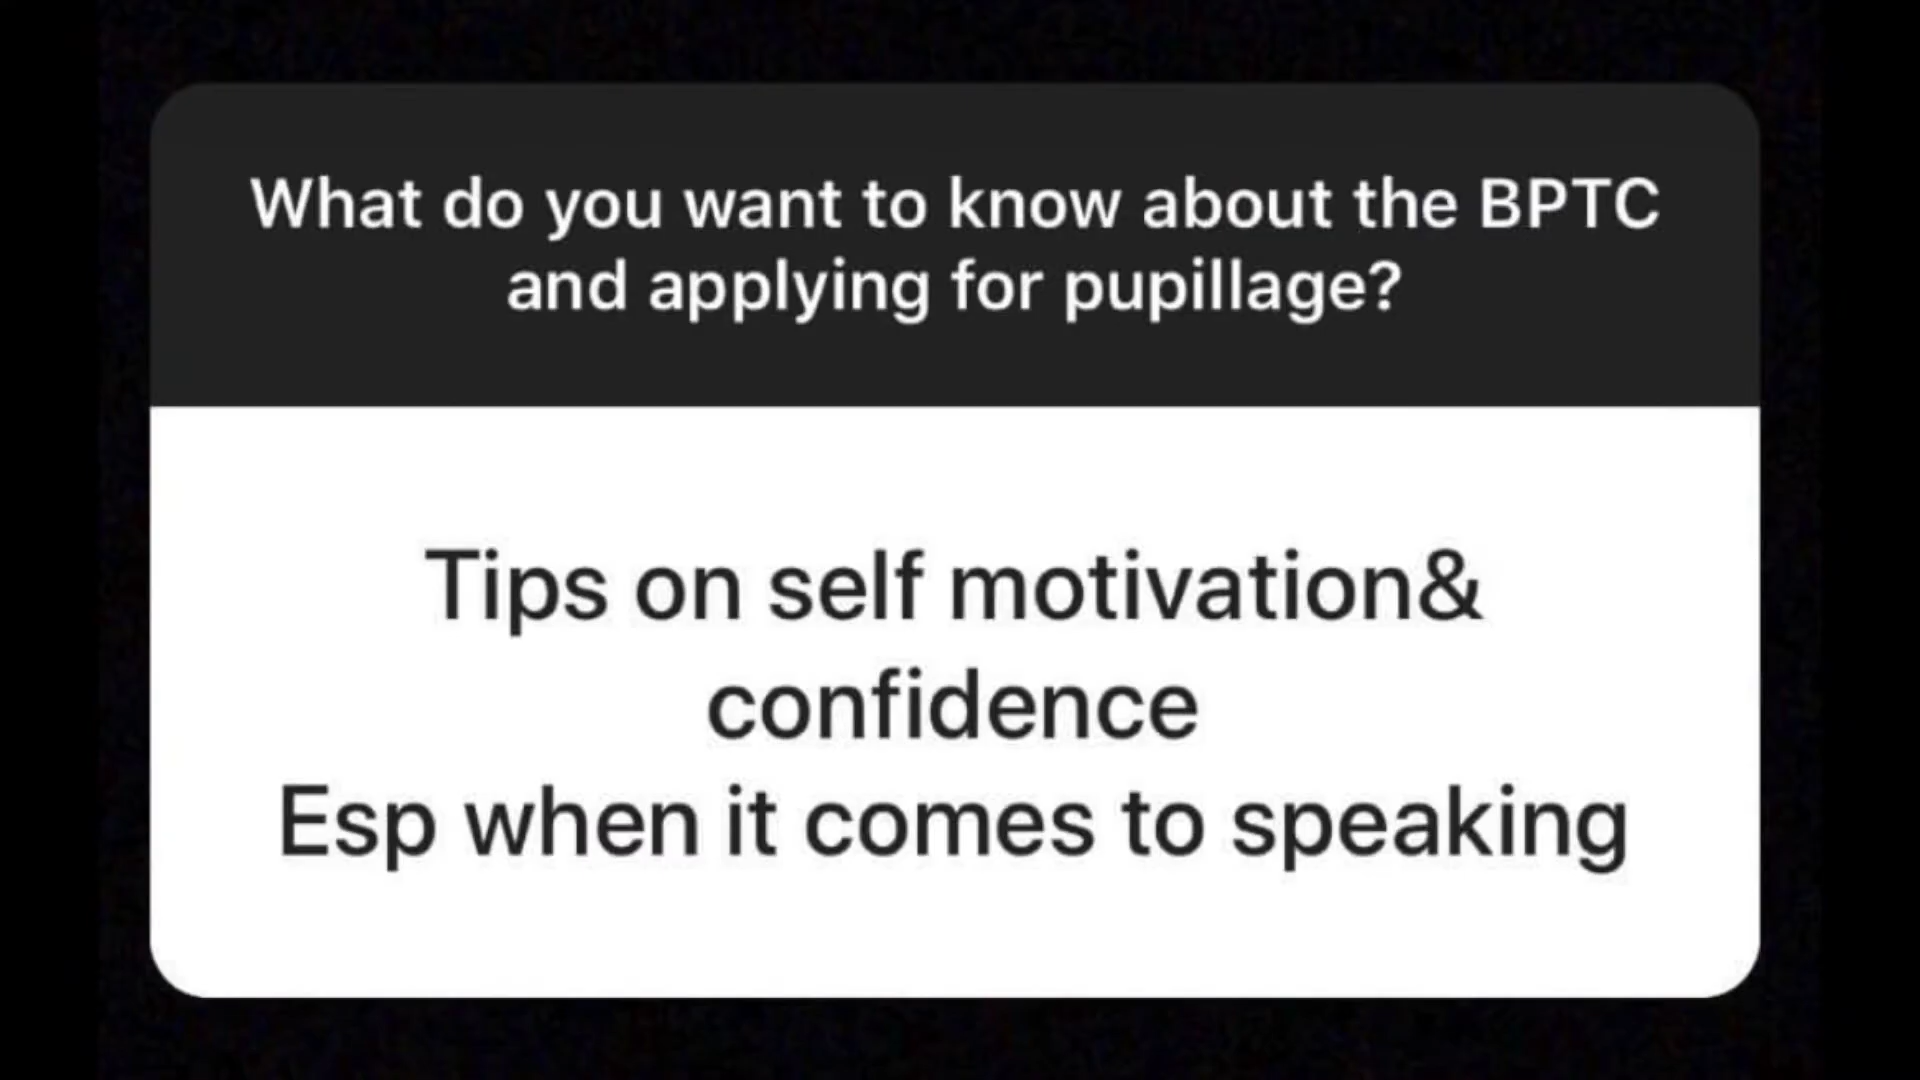 What do you want to know about the BPTC
and applying for pupillage?
Tips on self motivation&
confidence
Esp when it comes to speaking